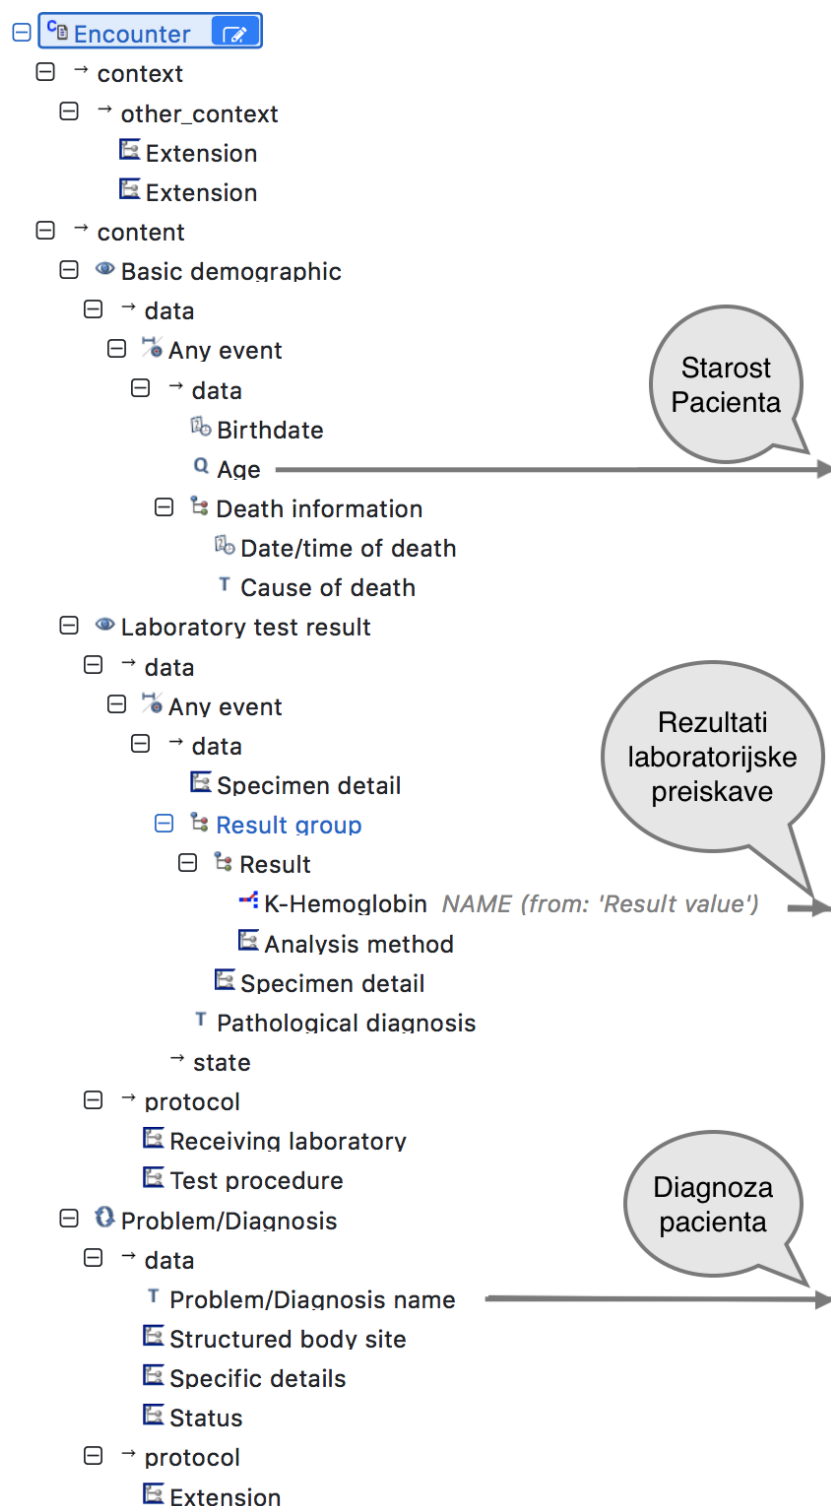 Encounter
→ context
→ other_context
Extension
Extension
→ content
Basic demographic
→ data
Any event
→ data
Birthdate
Q Age
Starost
Pacienta
Death information
Date/time of death
T Cause of death
Laboratory test result
→ data
Any event
→ data
Specimen detail
Result group
Result
K-Hemoglobin NAME (from: 'Result value')
Rezultati
laboratorijske
preiskave
Analysis method
Specimen detail
T Pathological diagnosis
→ state
→ protocol
Receiving laboratory
Test procedure
Problem/Diagnosis
→ data
T Problem/Diagnosis name
Diagnoza
pacienta
Structured body site
Specific details
Status
→ protocol
Extension